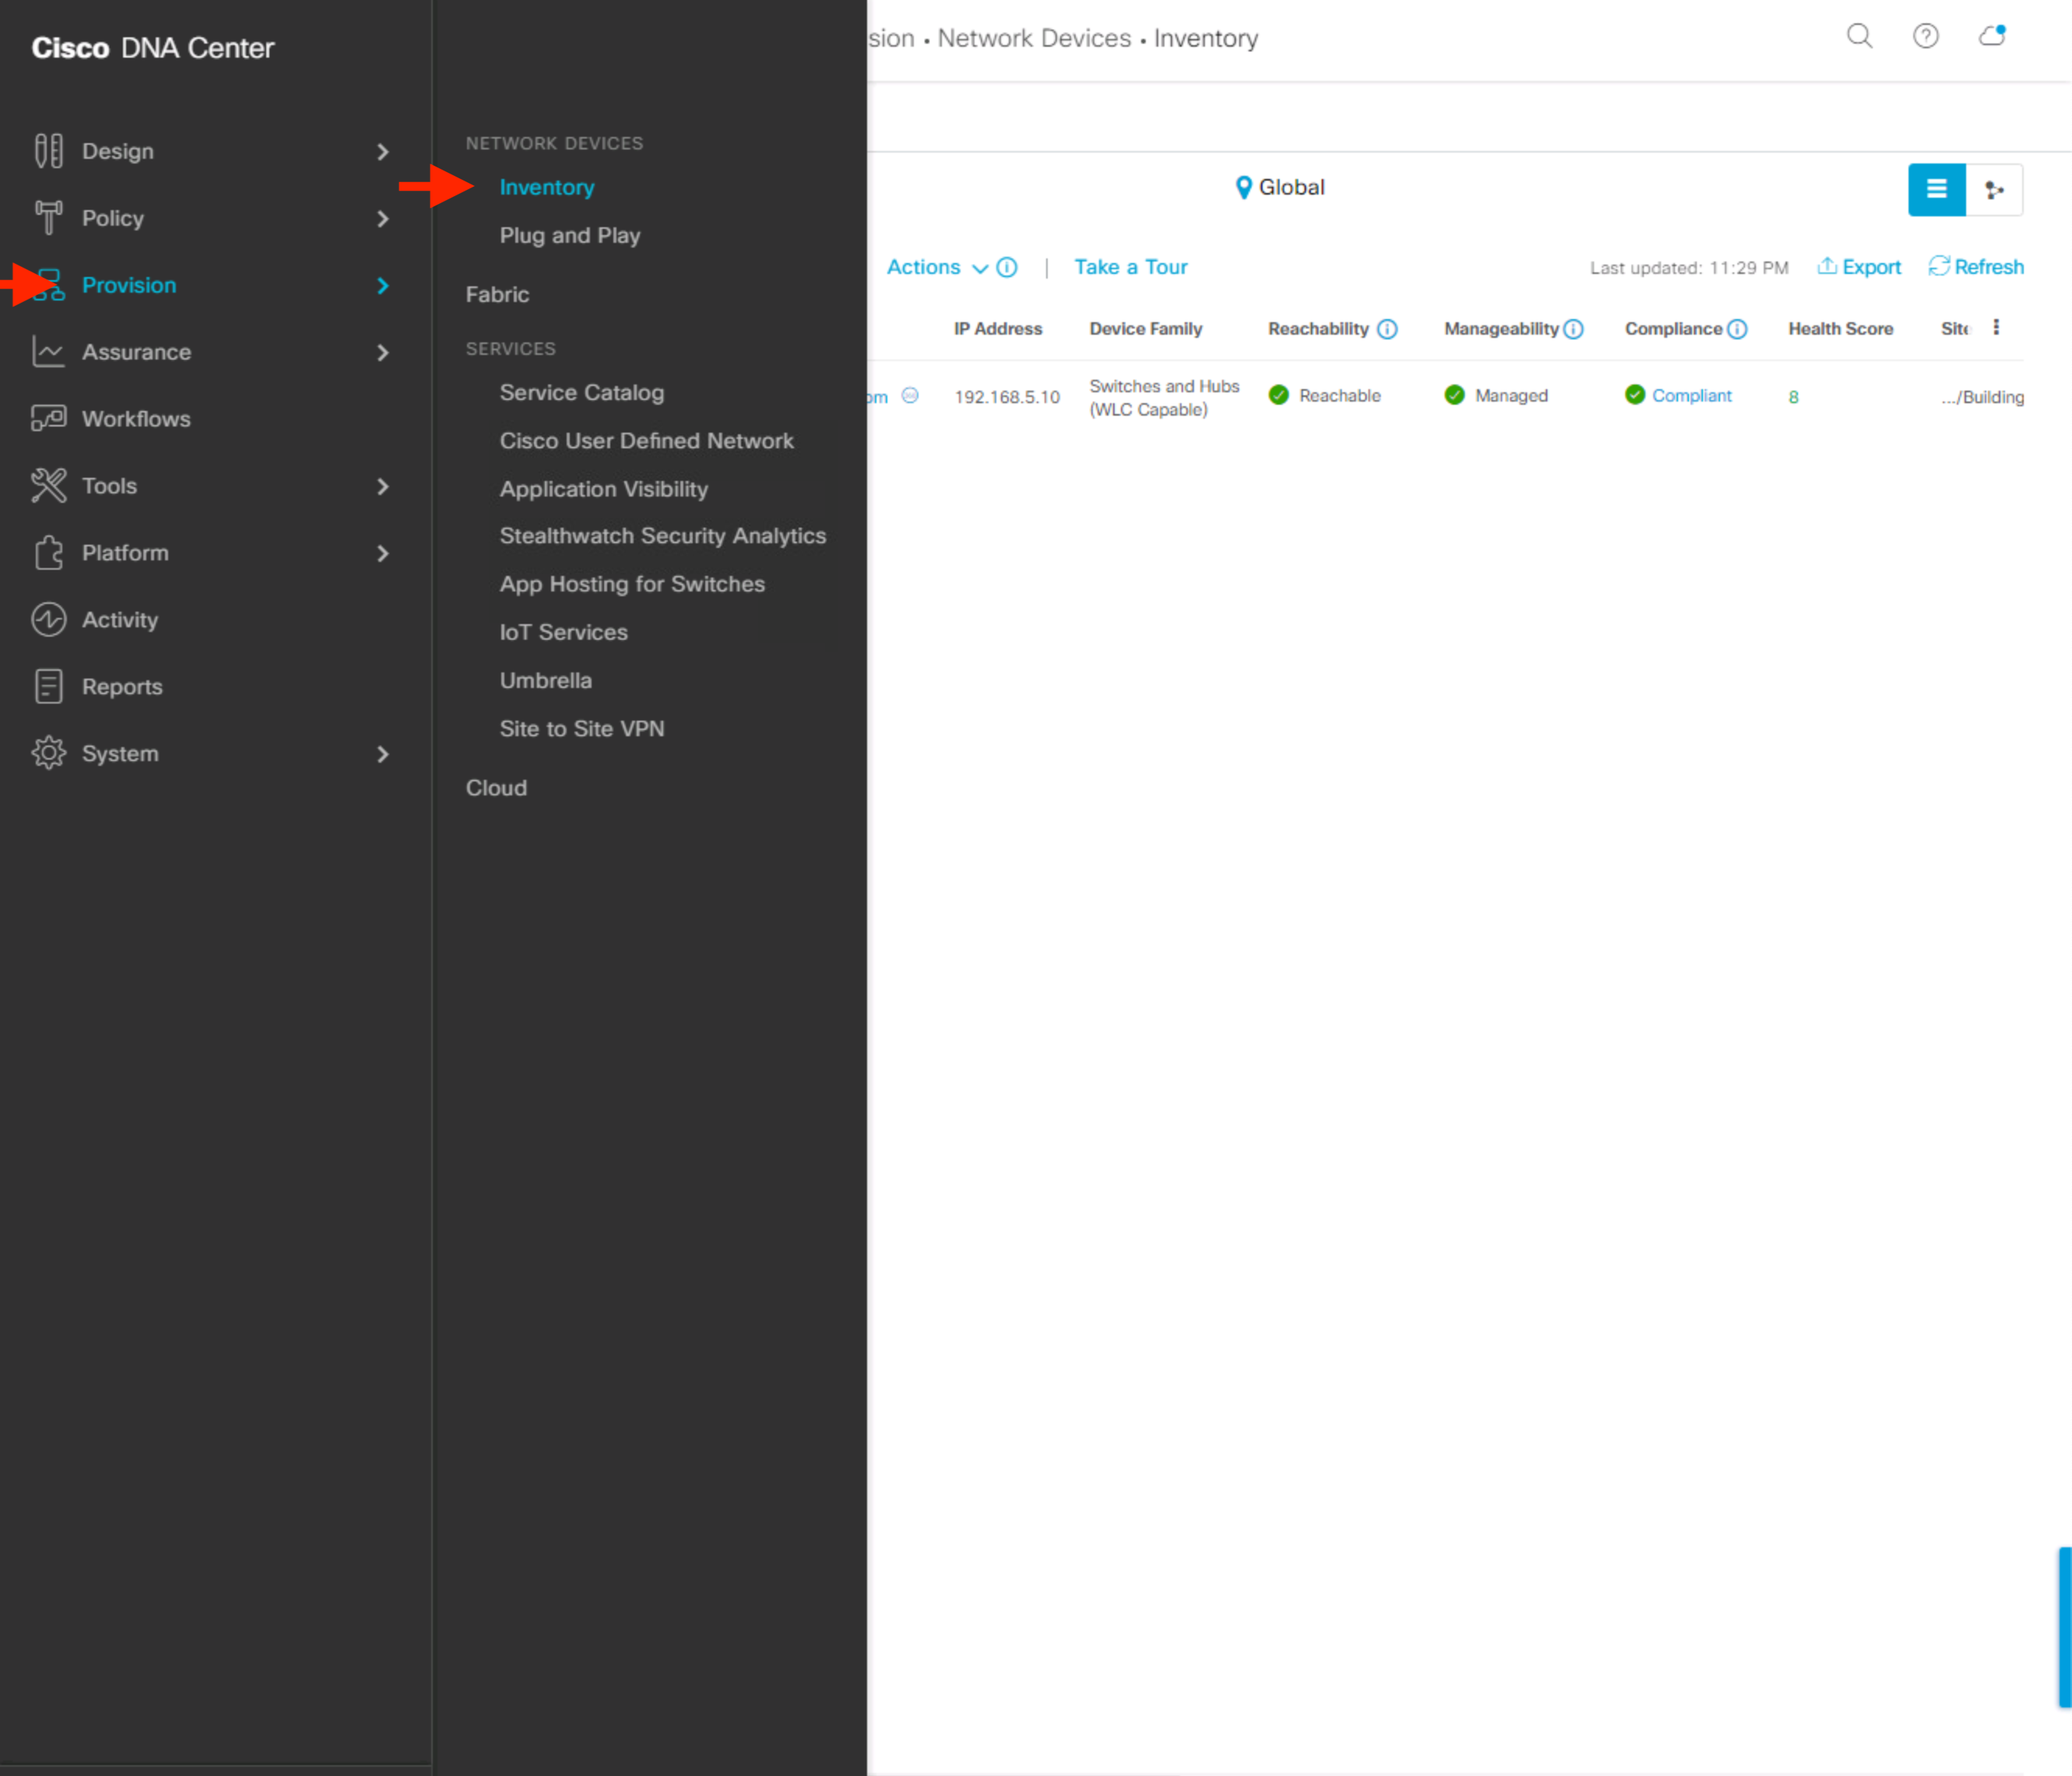 Cisco DNA Center
Design
Policy
Provision
Assurance
Workflows
Tools
Platform
Activity
Reports
System
NETWORK DEVICES
Inventory
Plug and Play
Fabric
SERVICES
Service Catalog
Cisco User Defined Network
Application Visibility
Stealthwatch Security Analytics
App Hosting for Switches
IoT Services
Umbrella
Site to Site VPN
Cloud
sion • Network Devices • Inventory
Global
Actions | Take a Tour Last updated: 11:29 PM Export Refresh
IP Address Device Family Reachability Manageability Compliance Health Score Site
om 192.168.5.10 Switches and Hubs Reachable Managed Compliant 8 .../Building
(WLC Capable)